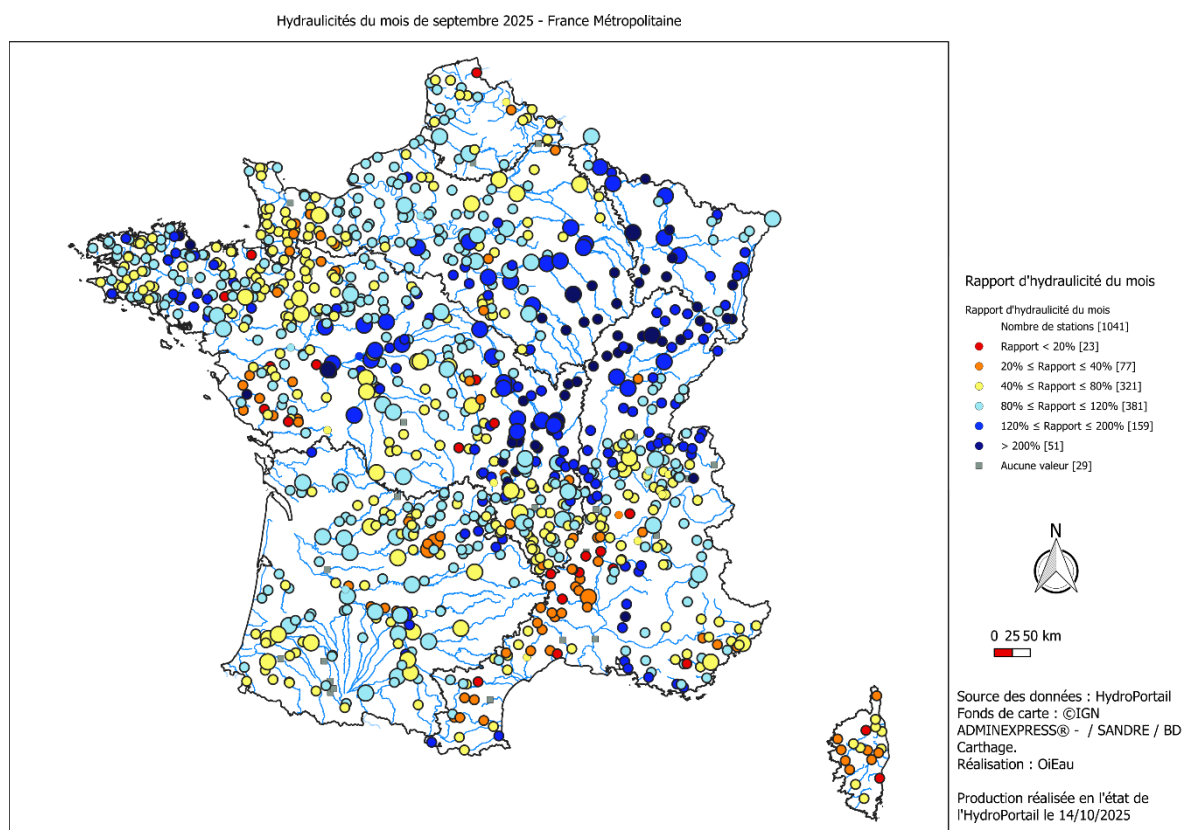 Hydraulicités du mois de septembre 2025 - France Métropolitaine
Rapport d'hydraulicité du mois
Rapport d'hydraulicité du mois
Nombre de stations [1041]
Rapport < 20% [23]
20% ≤ Rapport ≤ 40% [77]
40% ≤ Rapport ≤ 80% [321]
80% ≤ Rapport ≤ 120% [381]
120% ≤ Rapport ≤ 200% [159]
> 200% [51]
Aucune valeur [29]
N
0 25 50 km
Source des données : HydroPortail
Fonds de carte : ©IGN
ADMINEXPRESS® - / SANDRE / BD
Carthage.
Réalisation : OiEau
Production réalisée en l'état de
l'HydroPortail le 14/10/2025